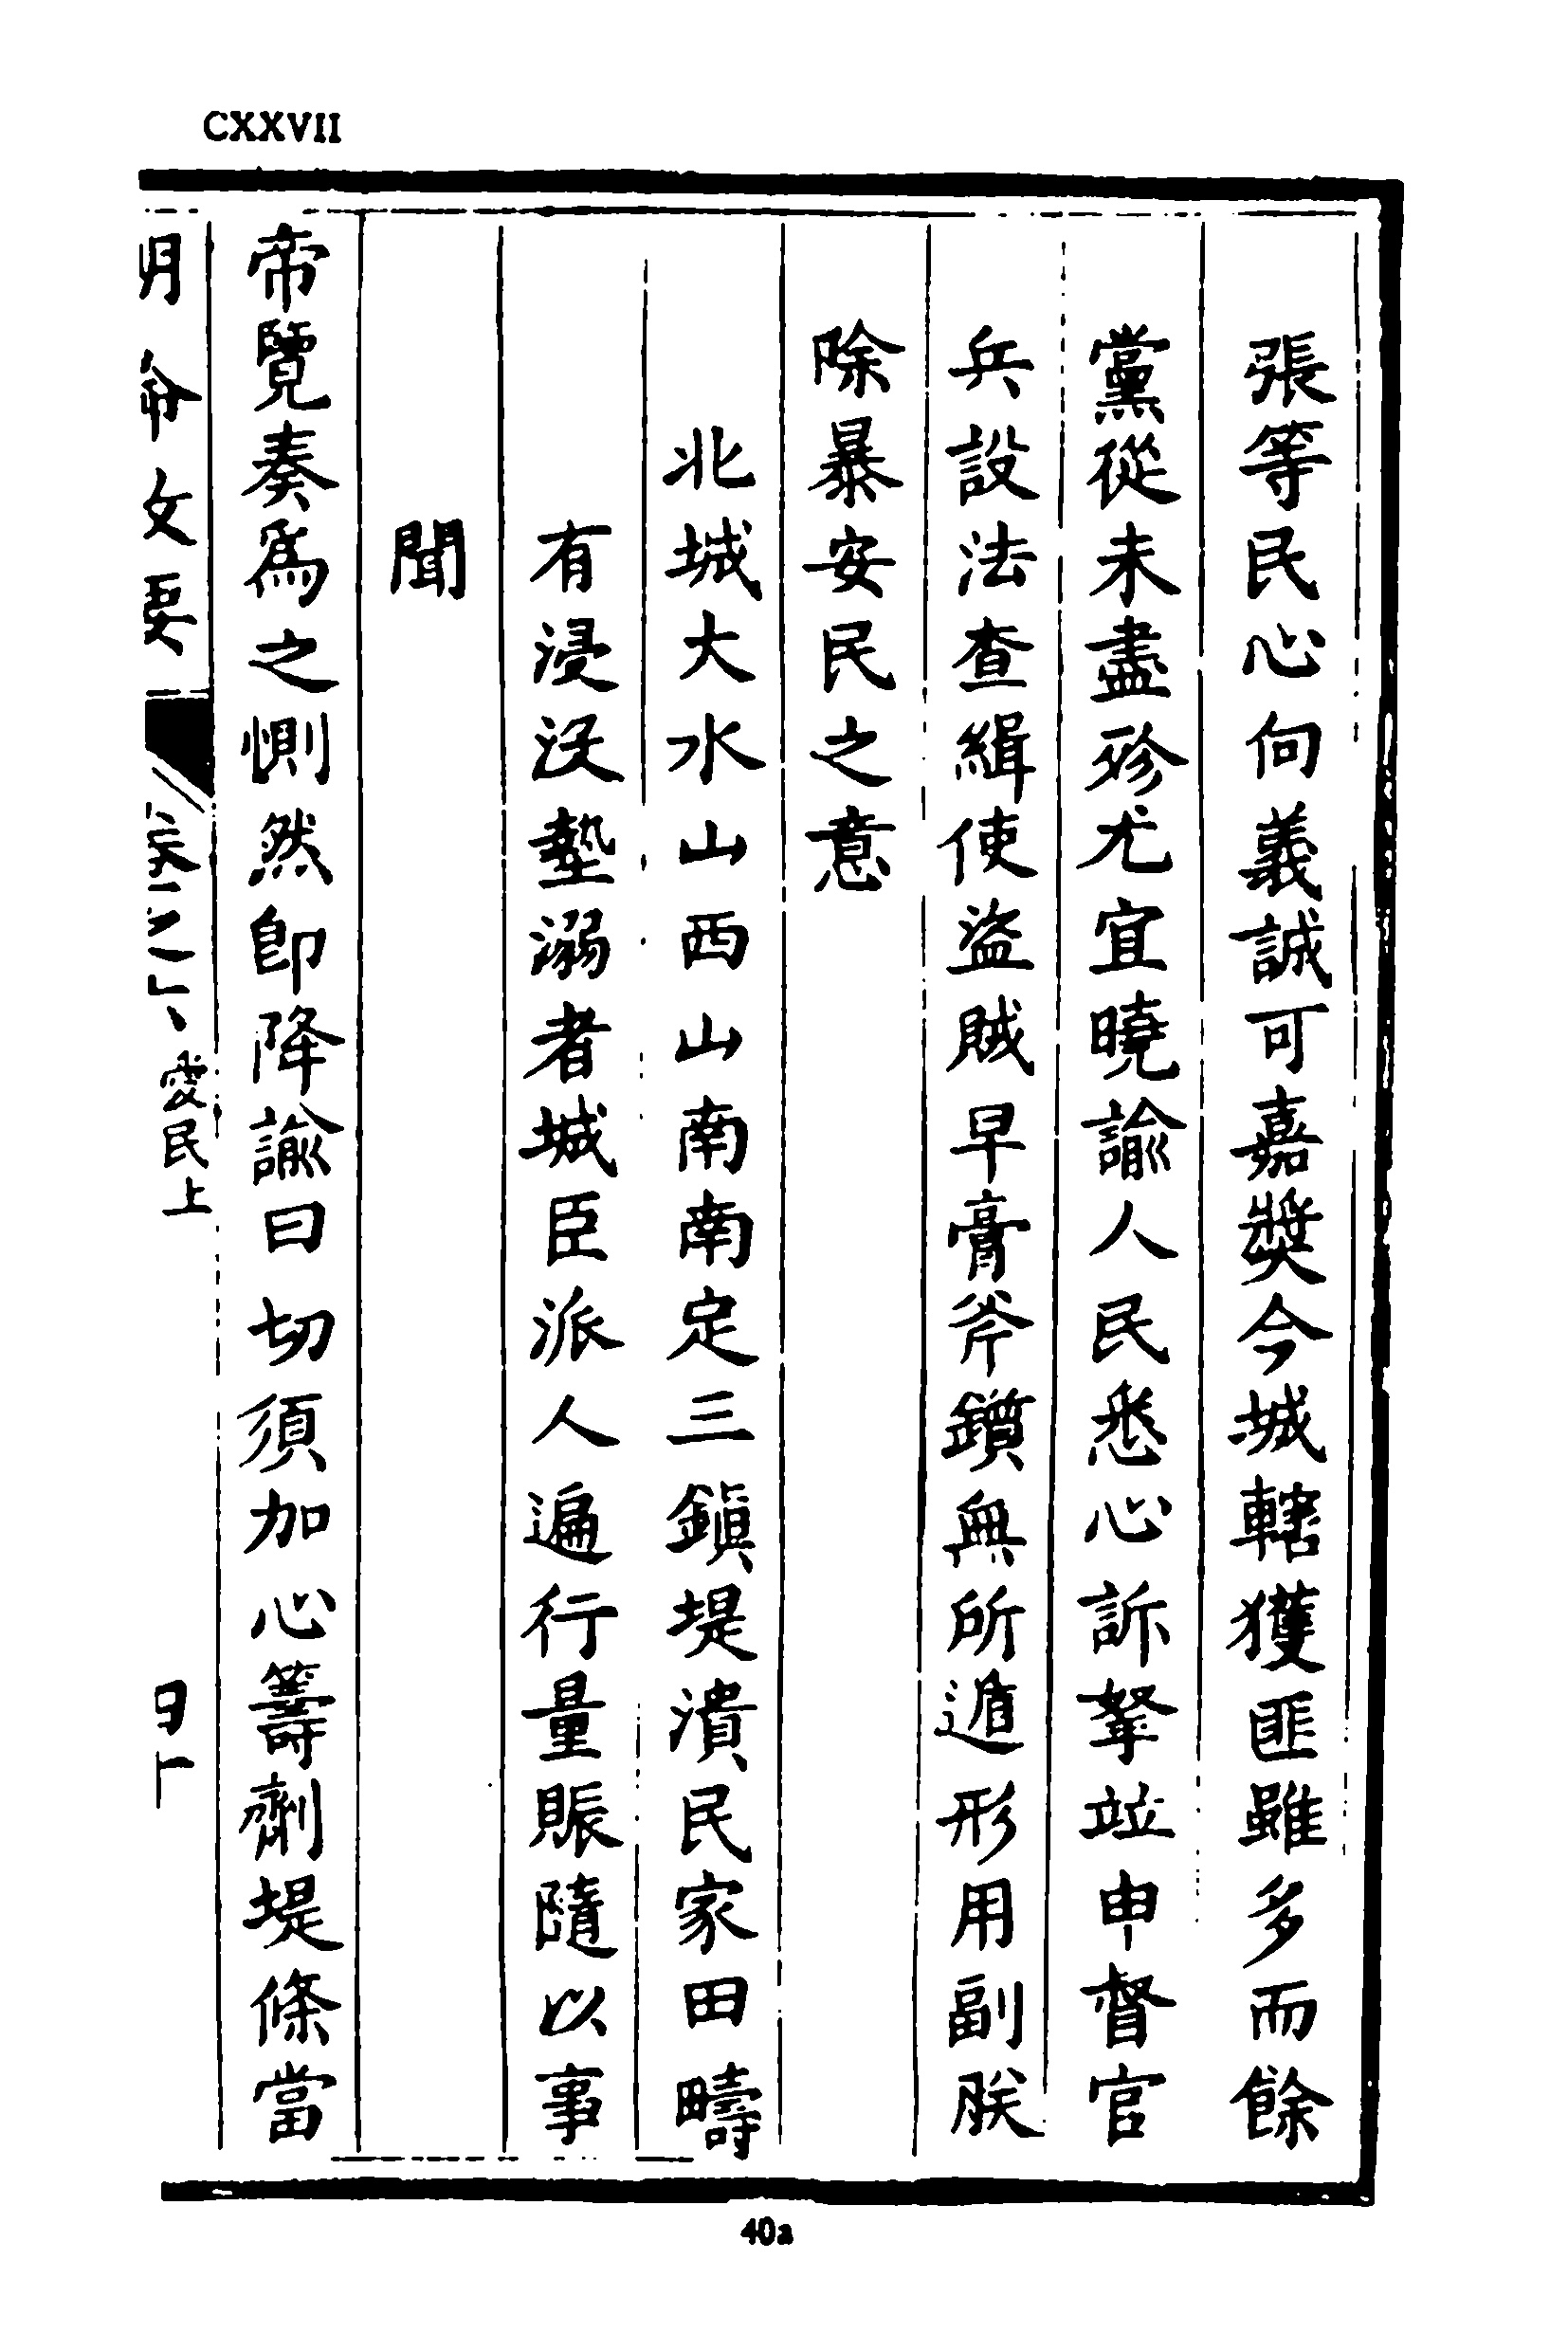 CXXVII
張等民心向義誠可嘉奬今城轄獲匪雖多而餘
黨從未盡殄尤宜曉諭人民悉心訴拏並申督官
兵設法查緝使盜賊早膏斧鑕無所遁形用副朕
除暴安民之意
北城大水山西山南南定三鎭堤潰民家田疇
有浸沒墊溺者城臣派人遍行量賑隨以事
聞
帝覽奏爲之惻然卽降諭曰切須加心籌劑堤條當
明 文要
愛民上
40a